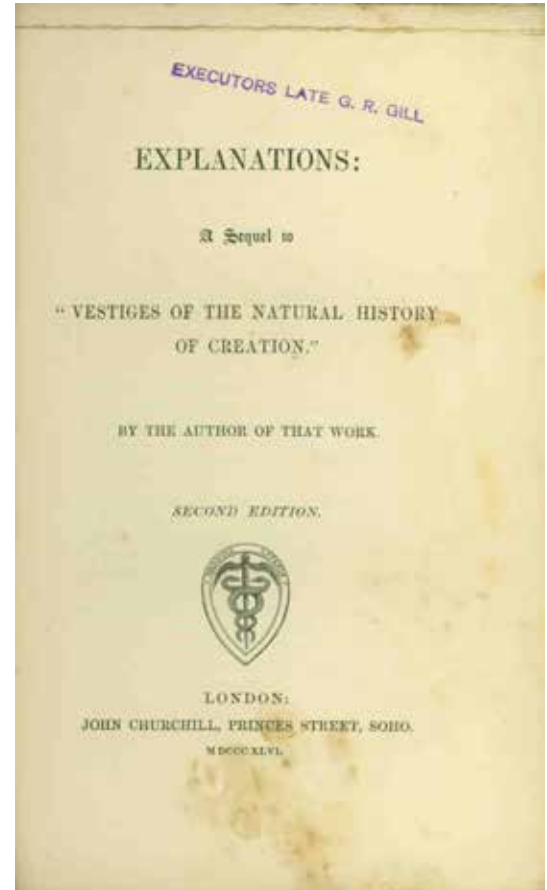 EXECUTORS LATE G. R. GILL
EXPLANATIONS:
A Sequel to
“VESTIGES OF THE NATURAL HISTORY
OF CREATION.”
BY THE AUTHOR OF THAT WORK.
SECOND EDITION.
LONDON:
JOHN CHURCHILL, PRINCES STREET, SOHO.
MDCCCXLVI.